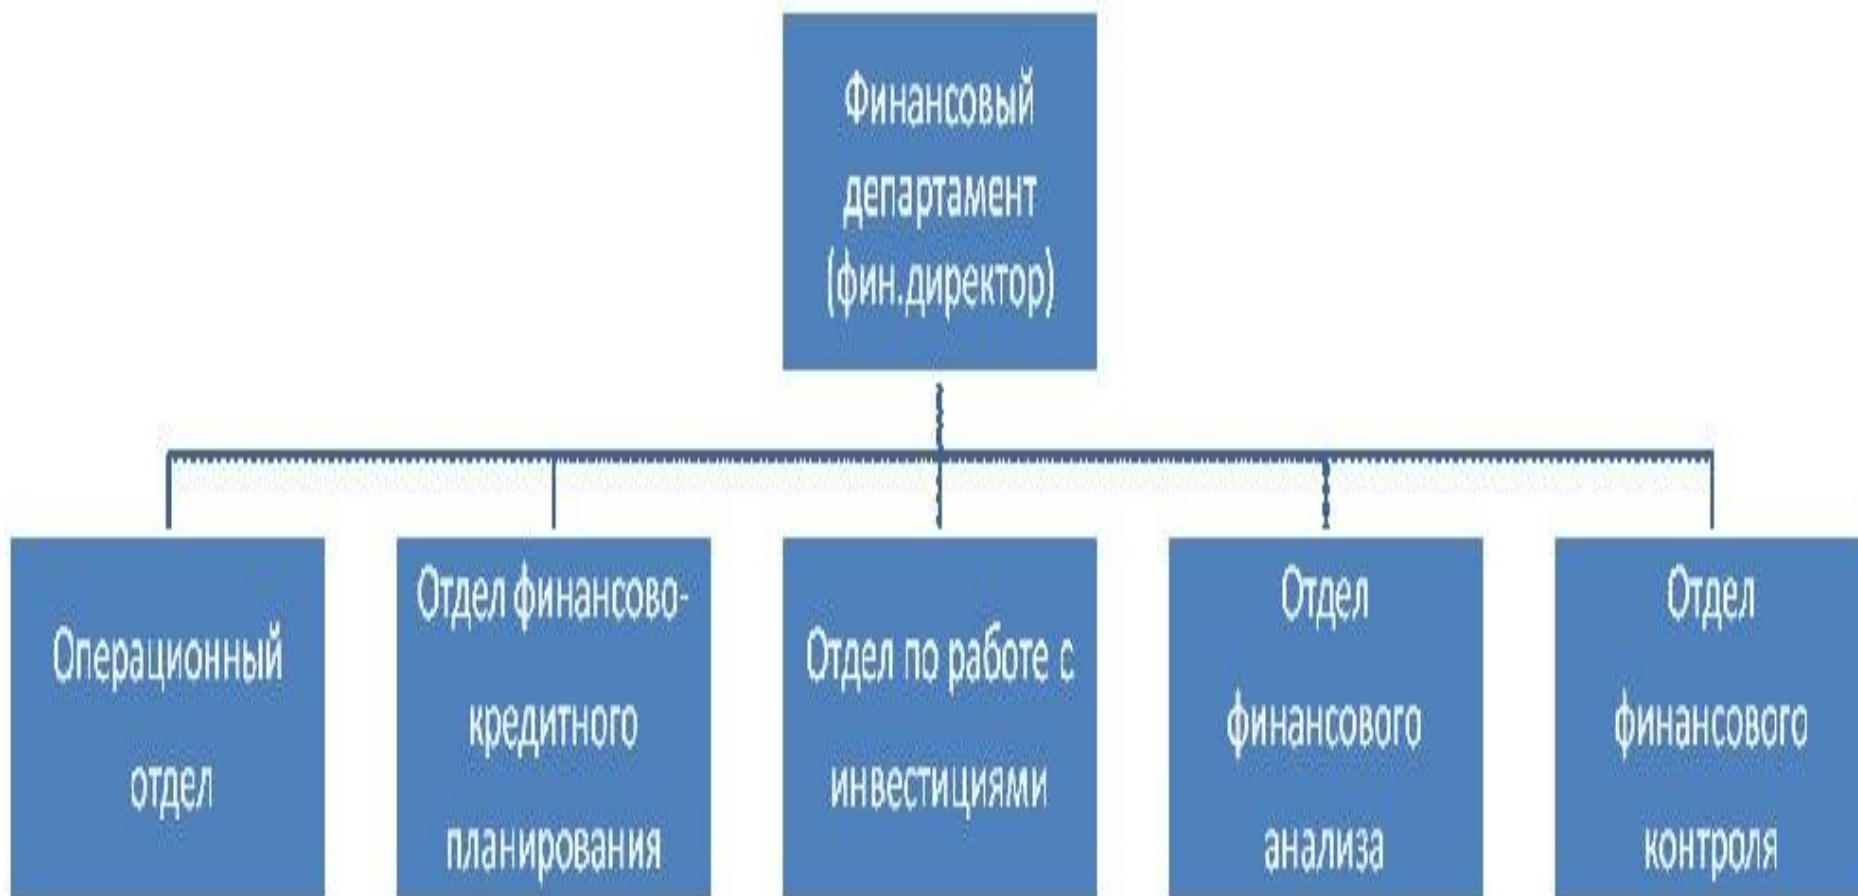 Финансовый
департамент
(фин.директор)
Операционный
отдел
Отдел финансово-
кредитного
планирования
Отдел по работе с
инвестициями
Отдел
финансового
анализа
Отдел
финансового
контроля